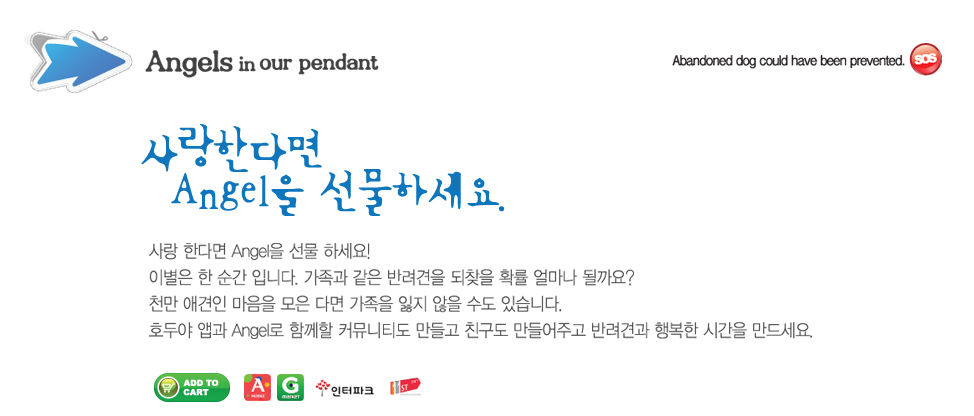 Angels in our pendant
Abandoned dog could have been prevented.
SOS
사랑한다면
Angel을 선물하세요.
사랑 한다면 Angel을 선물 하세요!
이별은 한 순간 입니다. 가족과 같은 반려견을 되찾을 확률 얼마나 될까요?
천만 애견인 마음을 모은 다면 가족을 잃지 않을 수도 있습니다.
호두야 앱과 Angel로 함께할 커뮤니티도 만들고 친구도 만들어주고 반려견과 행복한 시간을 만드세요.
ADD TO
CART
A
G
인터파크
ST